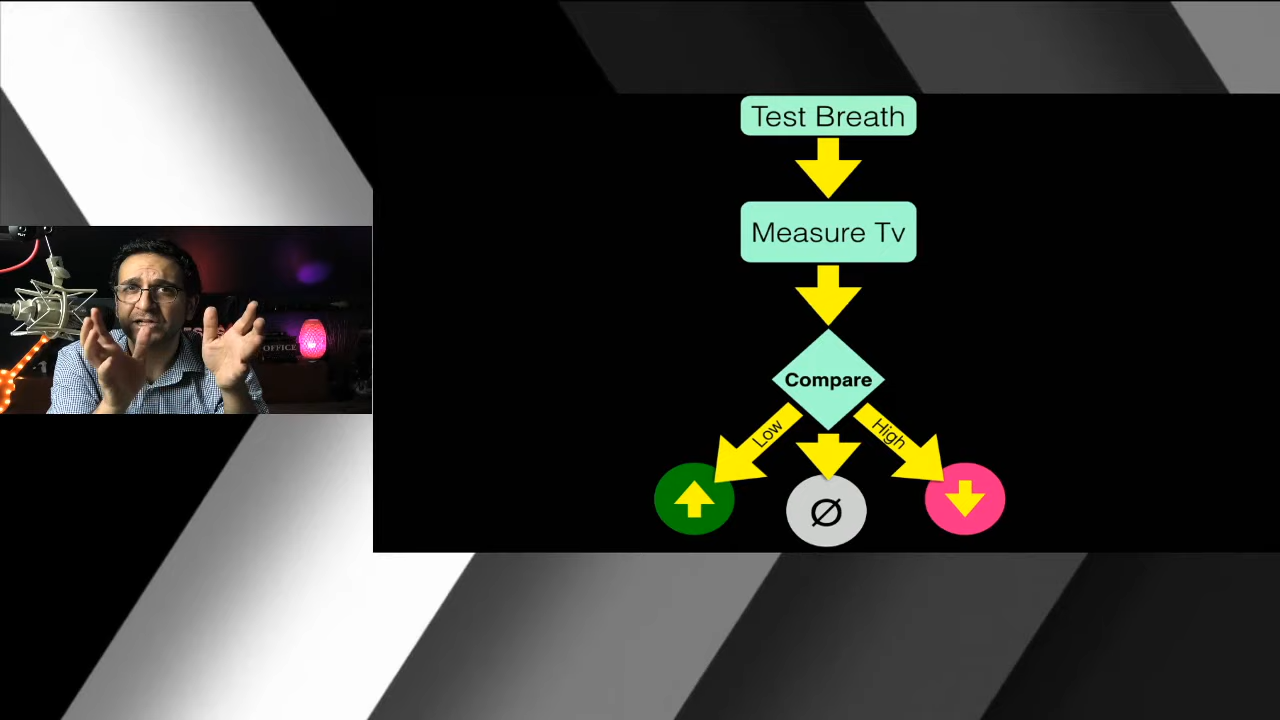 Test Breath
Measure Tv
Compare
Low
High
Ø
OFFICE